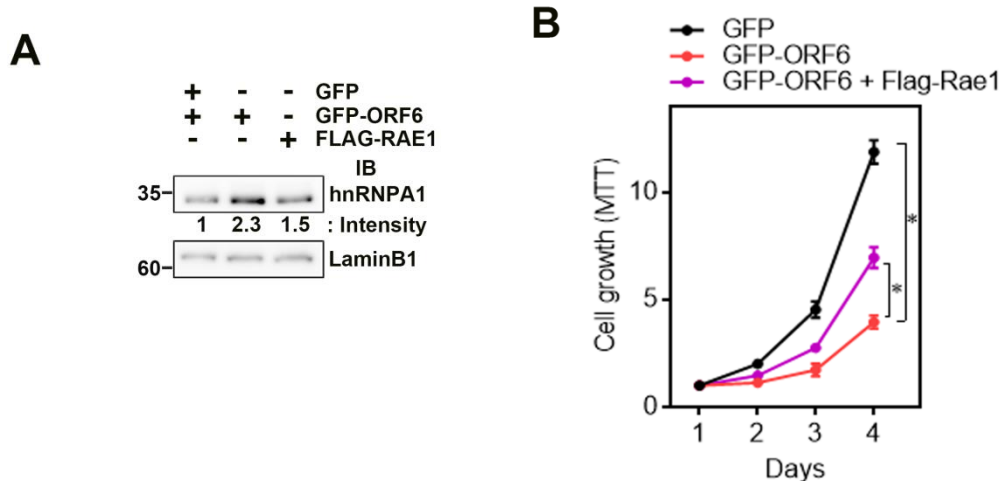 A
+ - - GFP
+ + - GFP-ORF6
- - + FLAG-RAE1
IB
35- hnRNPA1
1 2.3 1.5 : Intensity
60- LaminB1
B
GFP
GFP-ORF6
GFP-ORF6 + Flag-Rae1
Cell growth (MTT)
10
5
0
*
*
1 2 3 4
Days